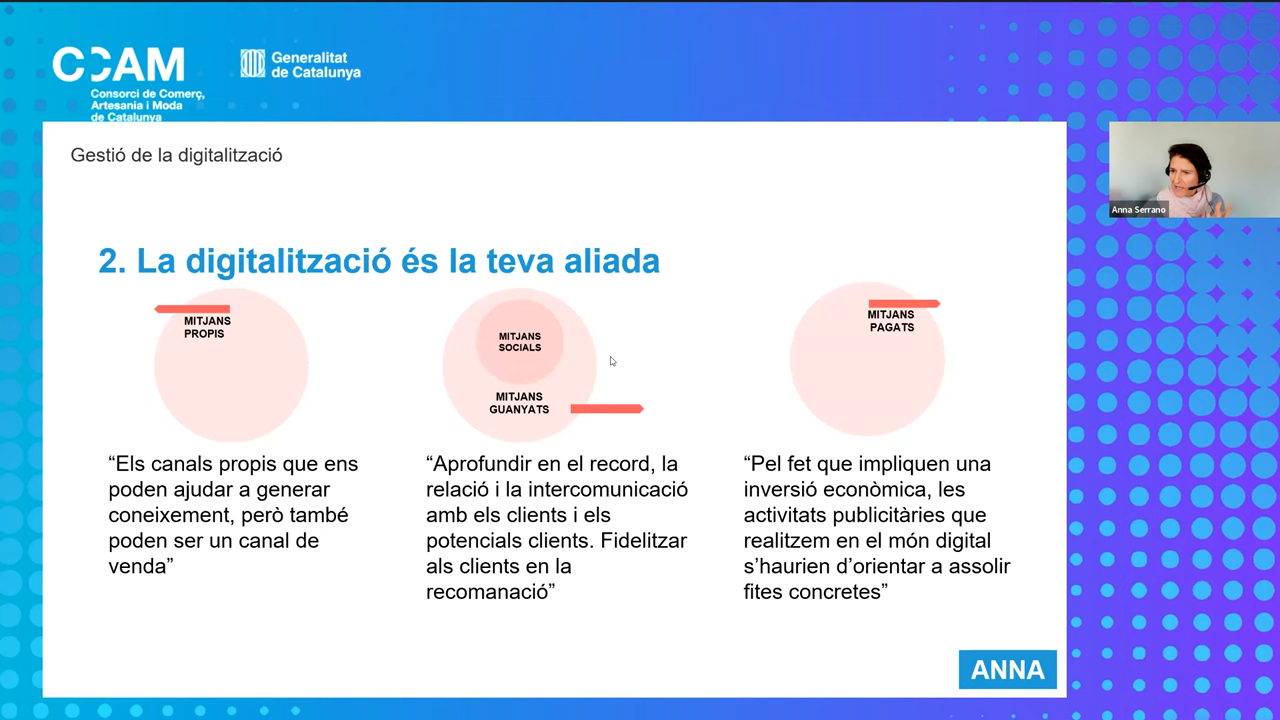 CCAM
Consorci de Comerç,
Artesania i Moda
de Catalunya
Generalitat
de Catalunya
Gestió de la digitalització
Anna Serrano
2. La digitalització és la teva aliada
MITJANS
PROPIS
MITJANS
SOCIALS
MITJANS
GUANYATS
MITJANS
PAGATS
“Els canals propis que ens
poden ajudar a generar
coneixement, però també
poden ser un canal de
venda”
“Aprofundir en el record, la
relació i la intercomunicació
amb els clients i els
potencials clients. Fidelitzar
als clients en la
recomanació”
“Pel fet que impliquen una
inversió econòmica, les
activitats publicitàries que
realitzem en el món digital
s’haurien d’orientar a assolir
fites concretes”
ANNA